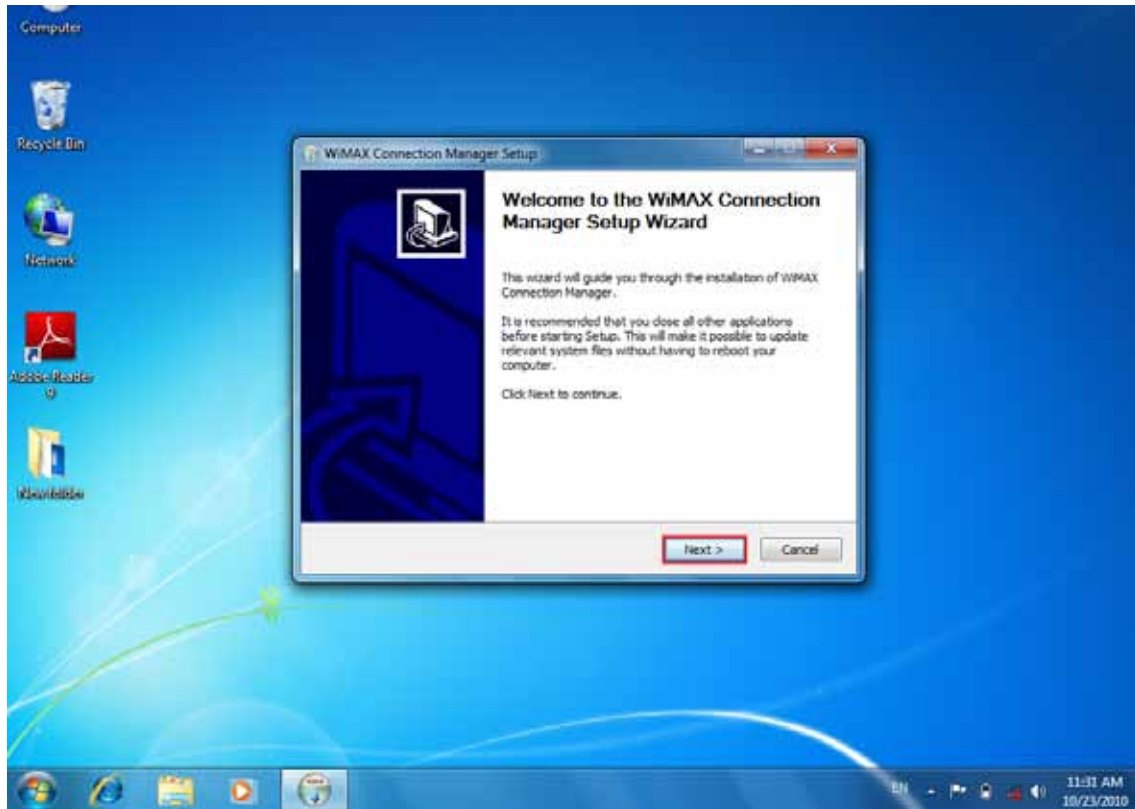 Computer
Recycle Bin
Network
Adobe Reader
9
New folder
WiMAX Connection Manager Setup
Welcome to the WiMAX Connection
Manager Setup Wizard
This wizard will guide you through the installation of WiMAX
Connection Manager.
It is recommended that you close all other applications
before starting Setup. This will make it possible to update
relevant system files without having to reboot your
computer.
Click Next to continue.
Next >
Cancel
EN
11:31 AM
10/23/2010